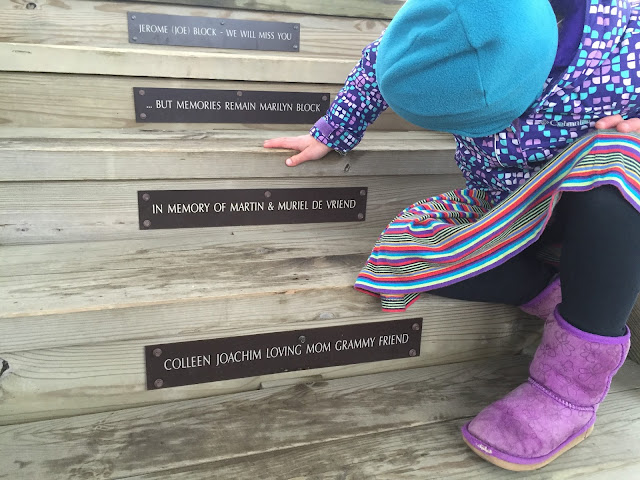 JEROME (JOE) BLOCK - WE WILL MISS YOU
... BUT MEMORIES REMAIN MARILYN BLOCK
IN MEMORY OF MARTIN & MURIEL DE VRIEND
COLLEEN JOACHIM LOVING MOM GRAMMY FRIEND
Columbia